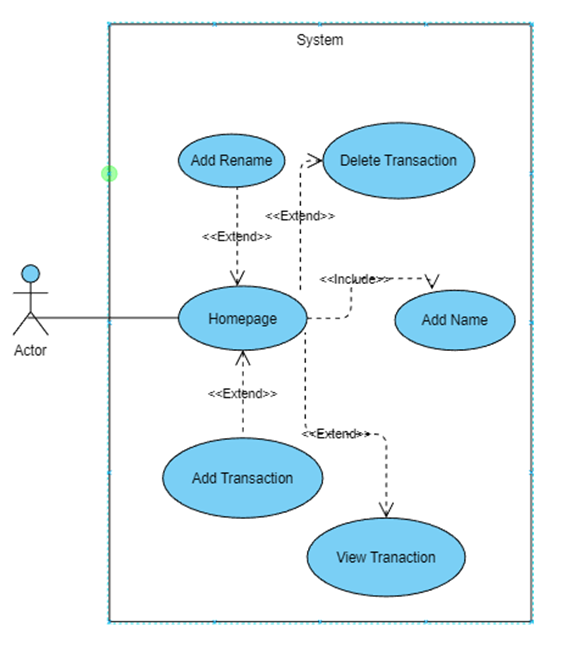 System
Add Rename
Delete Transaction
<<Extend>>
<<Extend>>
<<Include>>
Homepage
Add Name
Actor
<<Extend>>
<<Extend>>
Add Transaction
View Tranaction